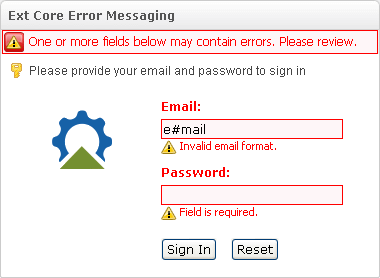 Ext Core Error Messaging
One or more fields below may contain errors. Please review.
Please provide your email and password to sign in
Email:
e#mail
Invalid email format.
Password:
Field is required.
Sign In Reset